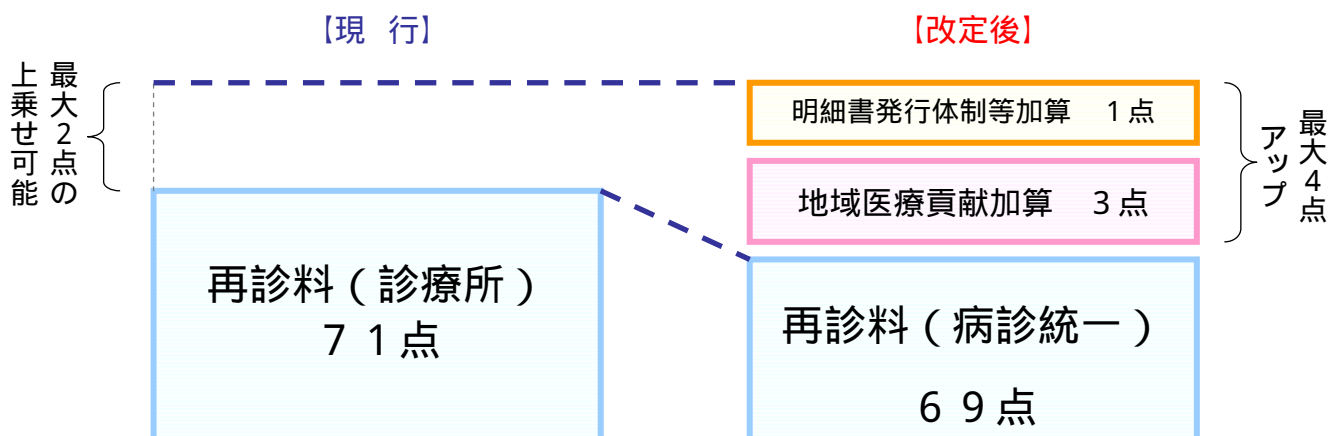 【現 行】
【改定後】
最大2点の
上乗せ可能
明細書発行体制等加算 1点
地域医療貢献加算 3点
最大4点
アップ
再診料(診療所)
71点
再診料(病診統一)
69点